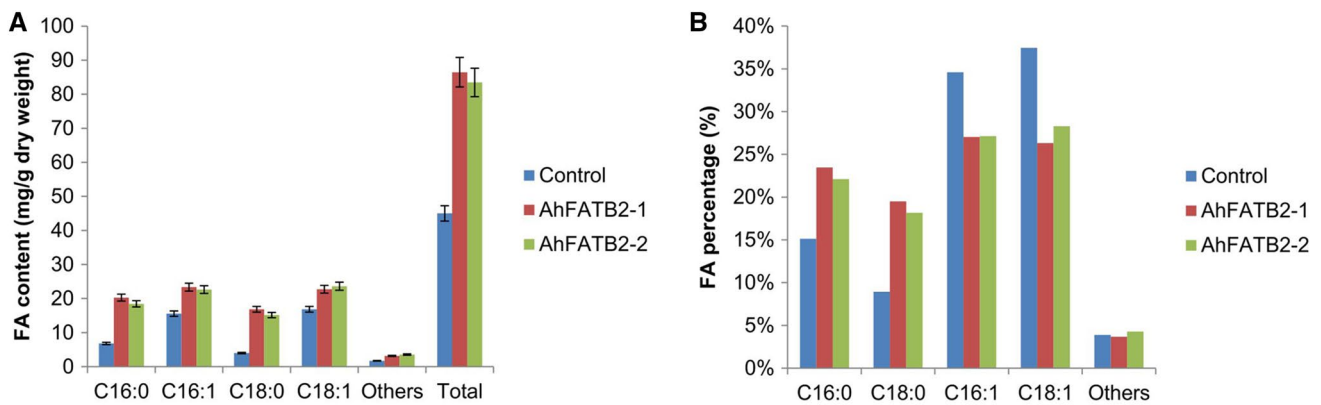 A
FA content (mg/g dry weight)
100
90
80
70
60
50
40
30
20
10
0
C16:0 C16:1 C18:0 C18:1 Others Total
Control
AhFATB2-1
AhFATB2-2
B
FA percentage (%)
40%
35%
30%
25%
20%
15%
10%
5%
0%
C16:0 C18:0 C16:1 C18:1 Others
Control
AhFATB2-1
AhFATB2-2